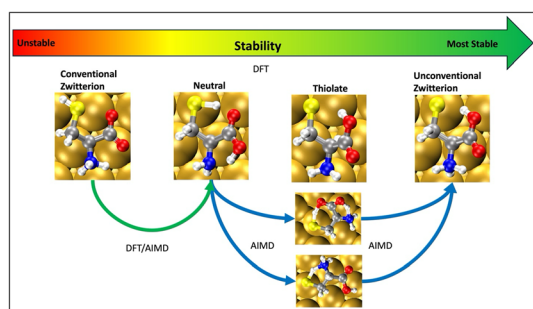 Unstable
Stability
Most Stable
DFT
Conventional
Zwitterion
Neutral
Thiolate
Unconventional
Zwitterion
DFT/AIMD
AIMD
AIMD